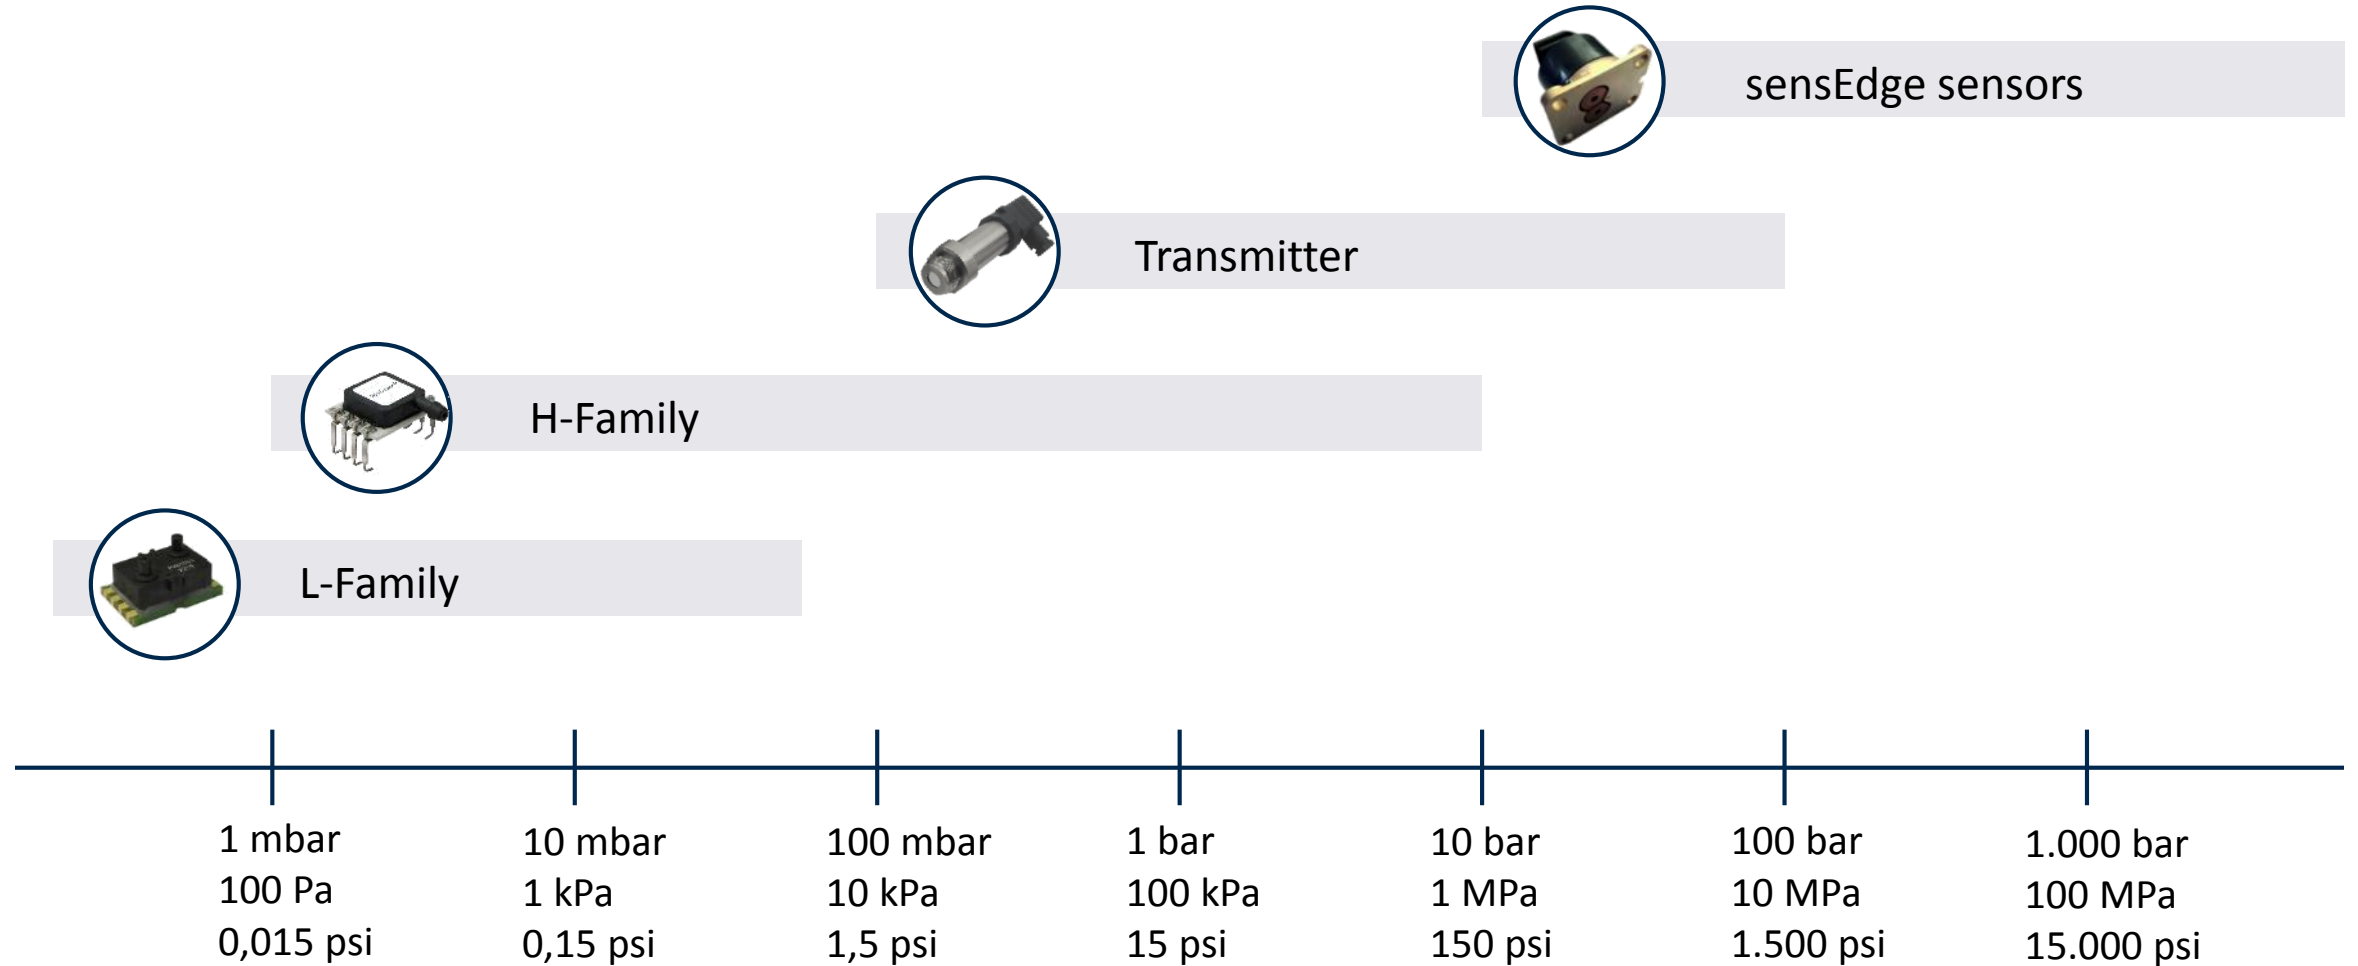 sensEdge sensors
Transmitter
H-Family
L-Family
1 mbar
100 Pa
0,015 psi
10 mbar
1 kPa
0,15 psi
100 mbar
10 kPa
1,5 psi
1 bar
100 kPa
15 psi
10 bar
1 MPa
150 psi
100 bar
10 MPa
1.500 psi
1.000 bar
100 MPa
15.000 psi